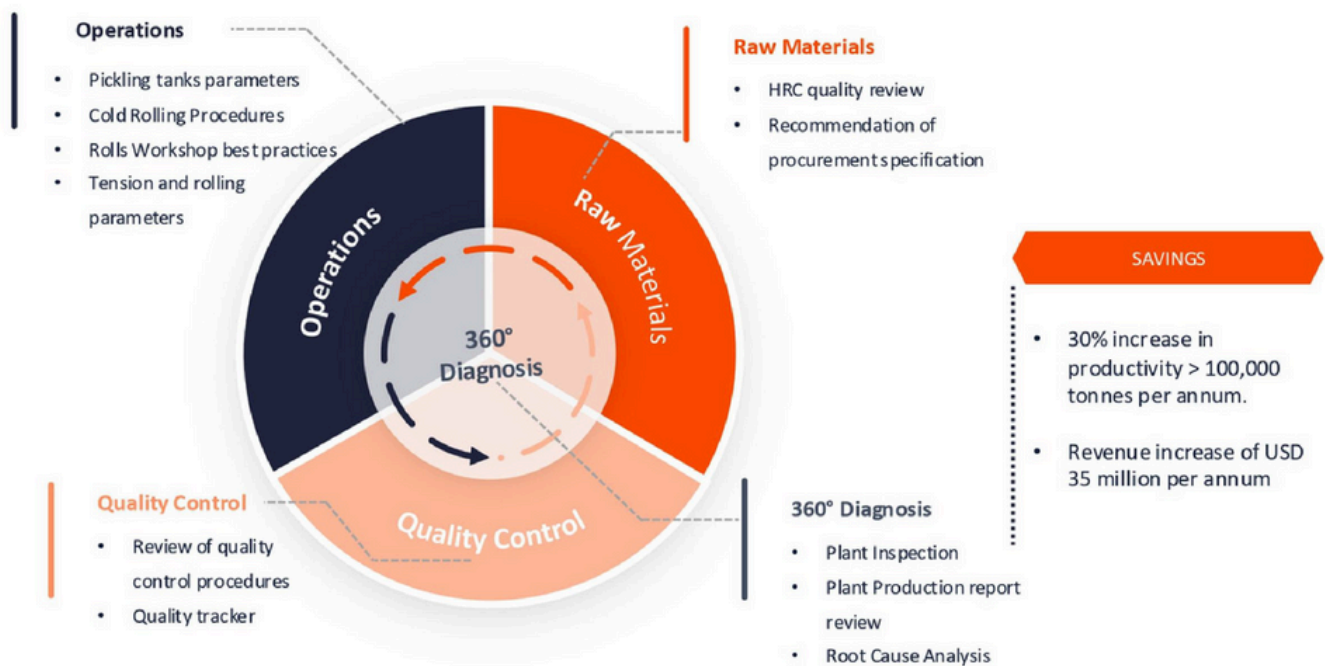 Operations
• Pickling tanks parameters
• Cold Rolling Procedures
• Rolls Workshop best practices
• Tension and rolling
parameters
Raw Materials
• HRC quality review
• Recommendation of
procurement specification
Operations
Raw Materials
360°
Diagnosis
Quality Control
SAVINGS
• 30% increase in
productivity > 100,000
tonnes per annum.
• Revenue increase of USD
35 million per annum
Quality Control
• Review of quality
control procedures
• Quality tracker
360° Diagnosis
• Plant Inspection
• Plant Production report
review
• Root Cause Analysis